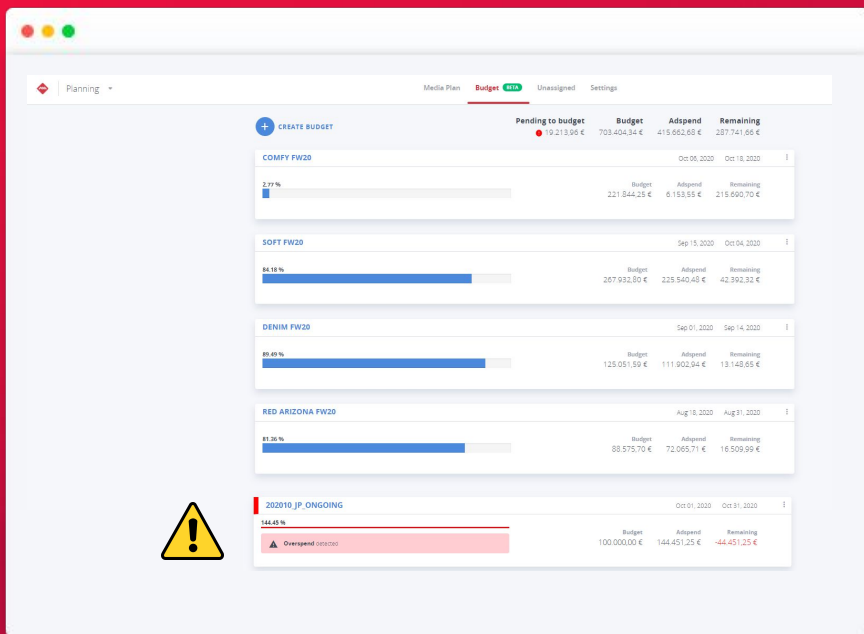 Planning
Media Plan Budget BETA Unassigned Settings
+ CREATE BUDGET
Pending to budget Budget Adspend Remaining
19.213,96 € 703.404,34 € 415.662,68 € 287.741,66 €
COMFY FW20 Oct 06, 2020 Oct 18, 2020
2.77 %
Budget Adspend Remaining
221.844,25 € 6.153,55 € 215.690,70 €
SOFT FW20 Sep 15, 2020 Oct 04, 2020
84.18 %
Budget Adspend Remaining
267.932,80 € 225.540,48 € 42.392,32 €
DENIM FW20 Sep 01, 2020 Sep 14, 2020
89.49 %
Budget Adspend Remaining
125.051,59 € 111.902,94 € 13.148,65 €
RED ARIZONA FW20 Aug 18, 2020 Aug 31, 2020
81.36 %
Budget Adspend Remaining
88.575,70 € 72.065,71 € 16.509,99 €
202010_JP_ONGOING Oct 01, 2020 Oct 31, 2020
144.45 %
Budget Adspend Remaining
Overspend detected 100.000,00 € 144.451,25 € -44.451,25 €